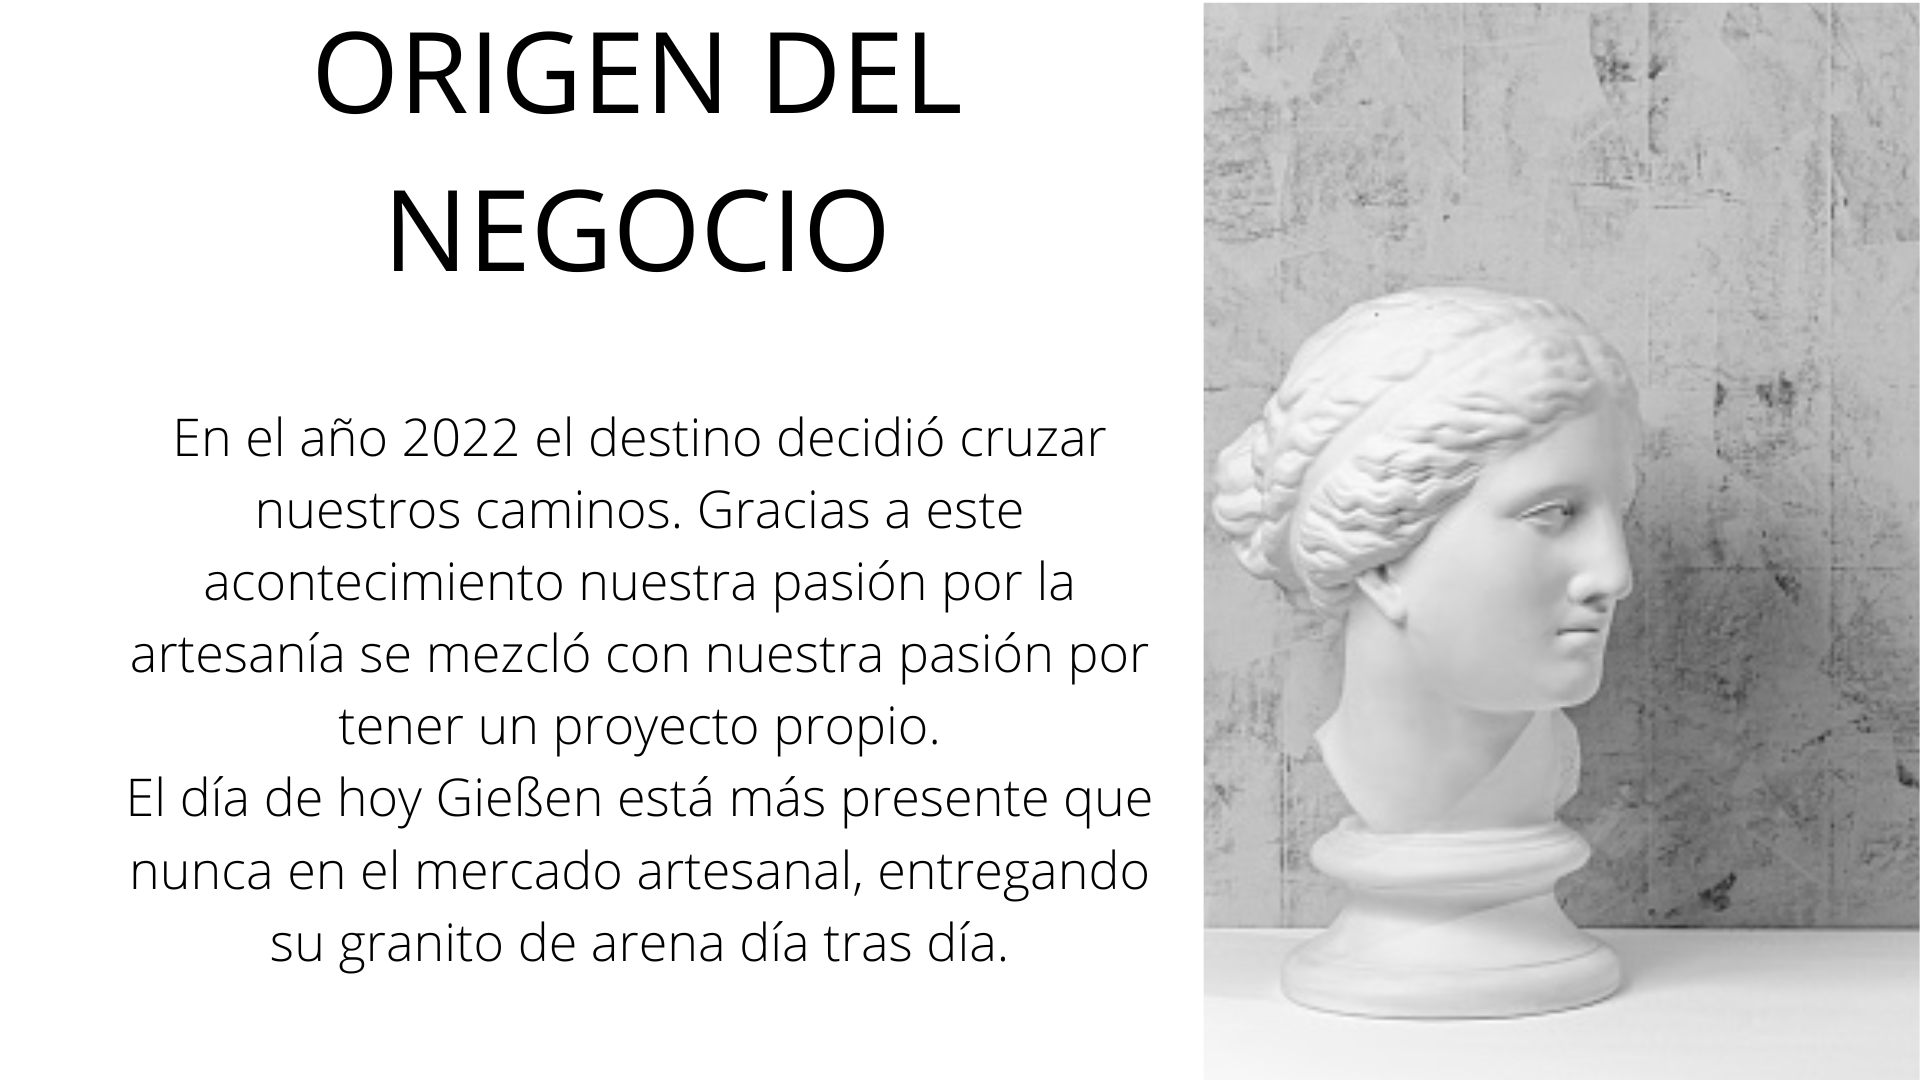 ORIGEN DEL
NEGOCIO
En el año 2022 el destino decidió cruzar
nuestros caminos. Gracias a este
acontecimiento nuestra pasión por la
artesanía se mezcló con nuestra pasión por
tener un proyecto propio.
El día de hoy Gießen está más presente que
nunca en el mercado artesanal, entregando
su granito de arena día tras día.